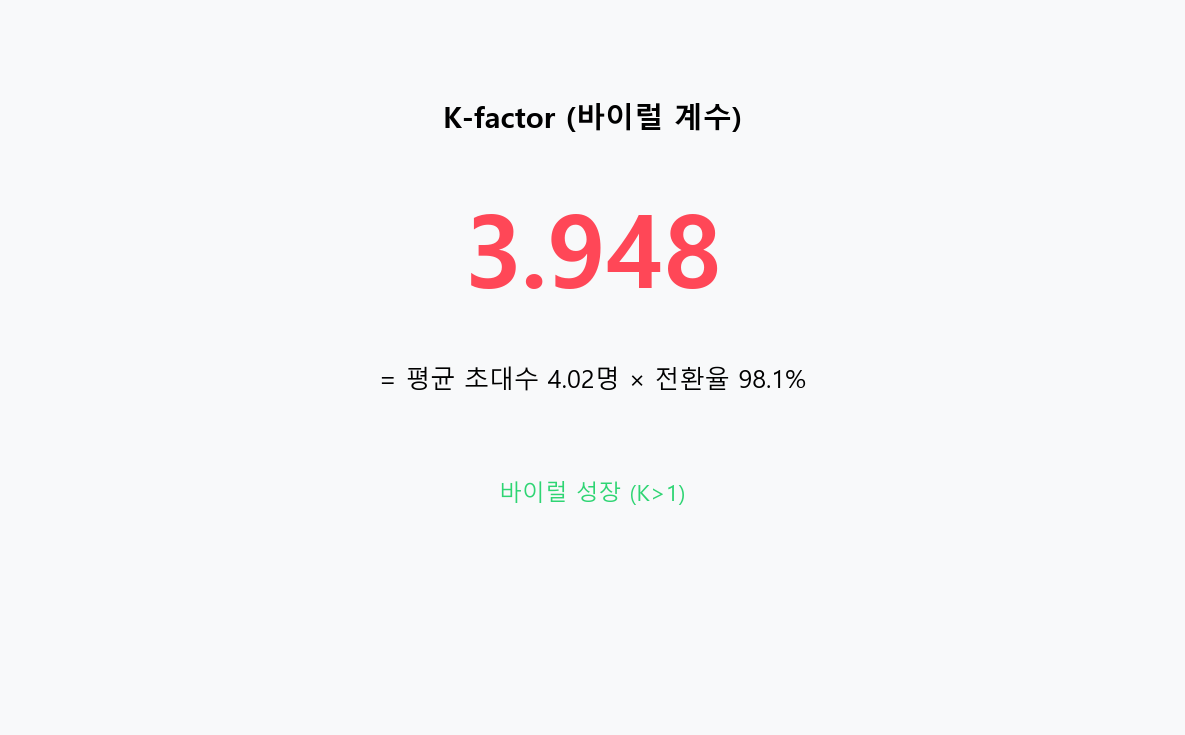 K-factor (바이럴 계수)
3.948
= 평균 초대수 4.02명 × 전환율 98.1%
바이럴 성장 (K>1)